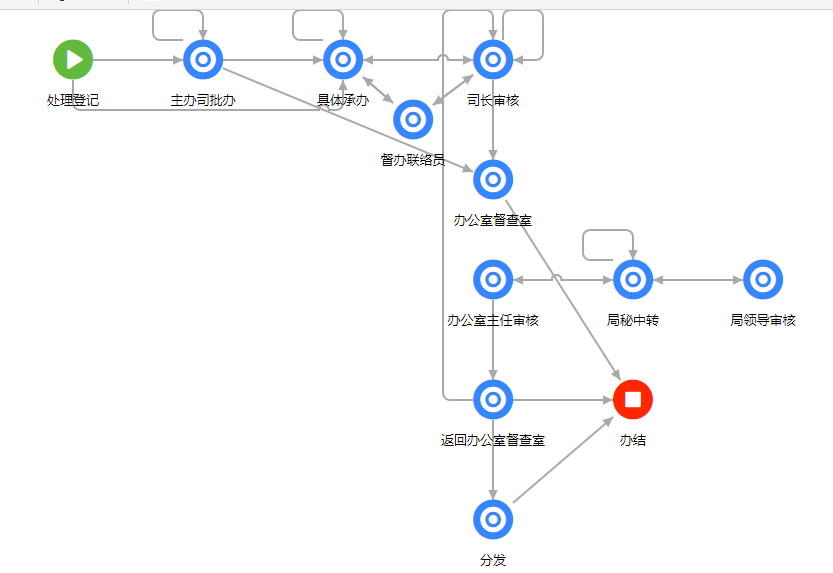 处理登记
主办司批办
具体承办
司长审核
督办联络员
办公室督查室
办公室主任审核
局秘中转
局领导审核
返回办公室督查室
办结
分发